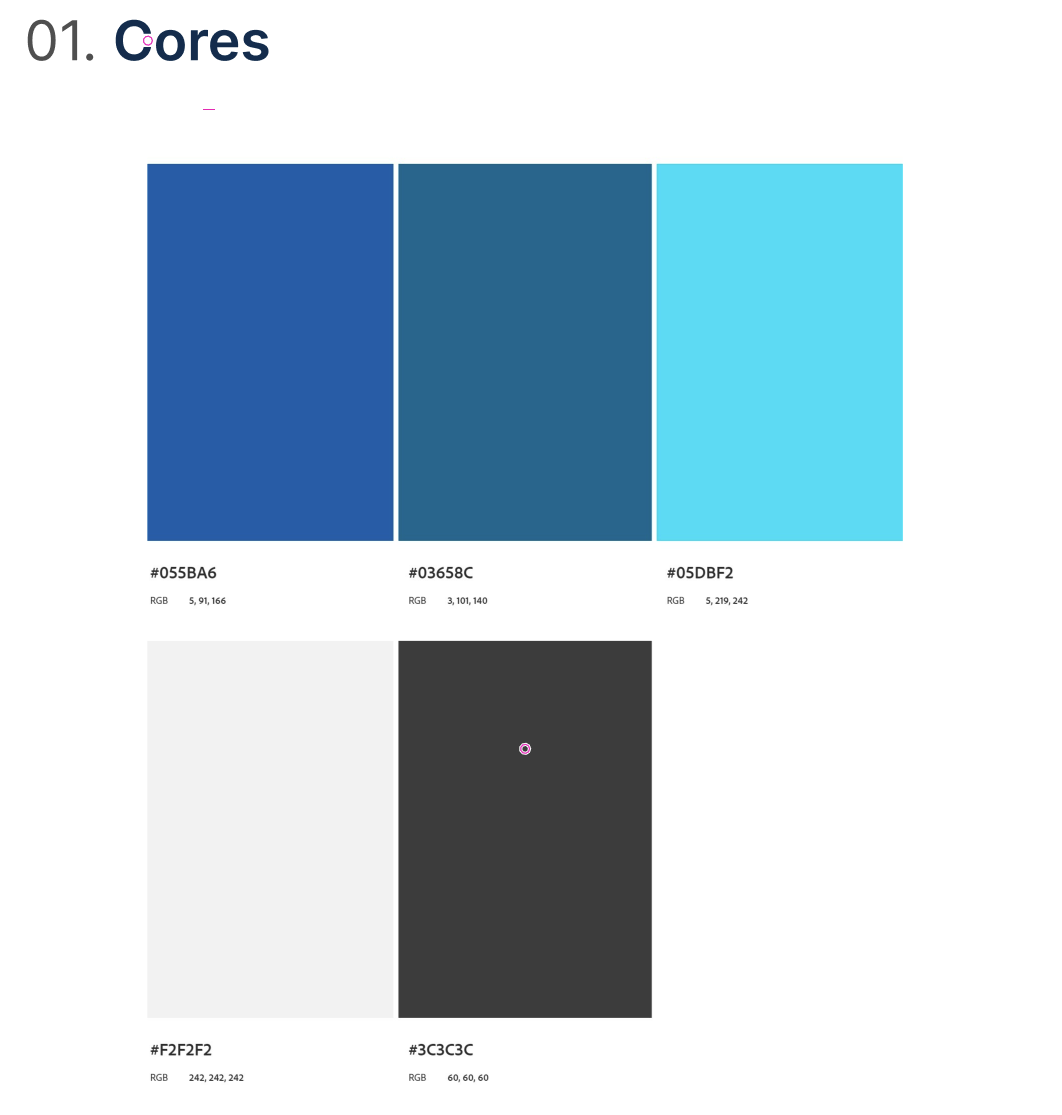 01. Cores
#055BA6
RGB 5, 91, 166
#03658C
RGB 3, 101, 140
#05DBF2
RGB 5, 219, 242
#F2F2F2
RGB 242, 242, 242
#3C3C3C
RGB 60, 60, 60